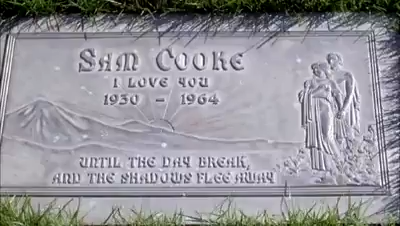 SAM COOKE
I LOVE YOU
1930 - 1964
UNTIL THE DAY BREAK,
AND THE SHADOWS FLEE AWAY